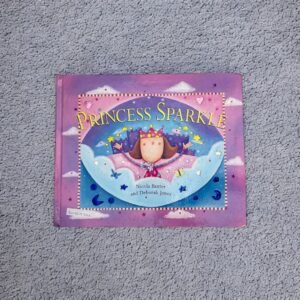 PRINCESS SPARKLE
Nicola Baxter
and Deborah Jones